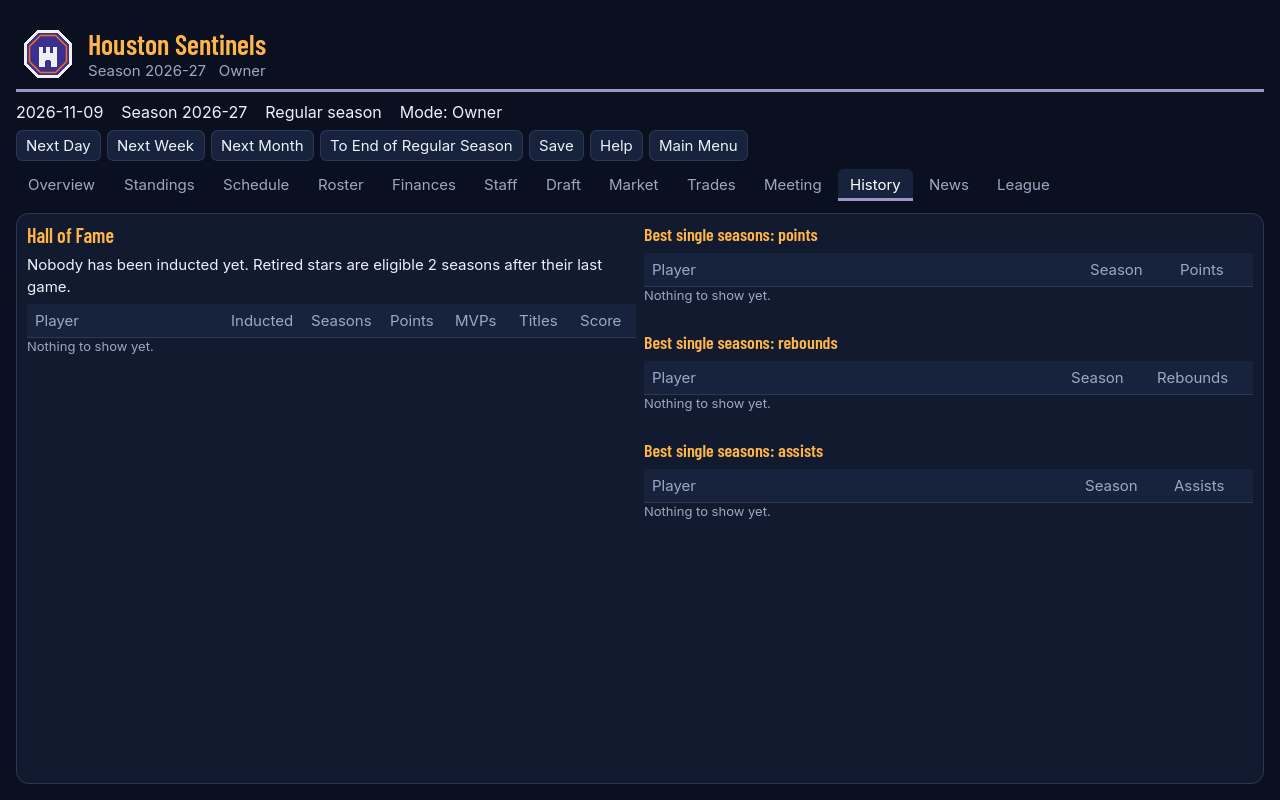 Houston Sentinels
Season 2026-27 Owner
2026-11-09 Season 2026-27 Regular season Mode: Owner
Next Day Next Week Next Month To End of Regular Season Save Help Main Menu
Overview Standings Schedule Roster Finances Staff Draft Market Trades Meeting History News League
Hall of Fame
Nobody has been inducted yet. Retired stars are eligible 2 seasons after their last
game.
Player Inducted Seasons Points MVPs Titles Score
Nothing to show yet.
Best single seasons: points
Player Season Points
Nothing to show yet.
Best single seasons: rebounds
Player Season Rebounds
Nothing to show yet.
Best single seasons: assists
Player Season Assists
Nothing to show yet.